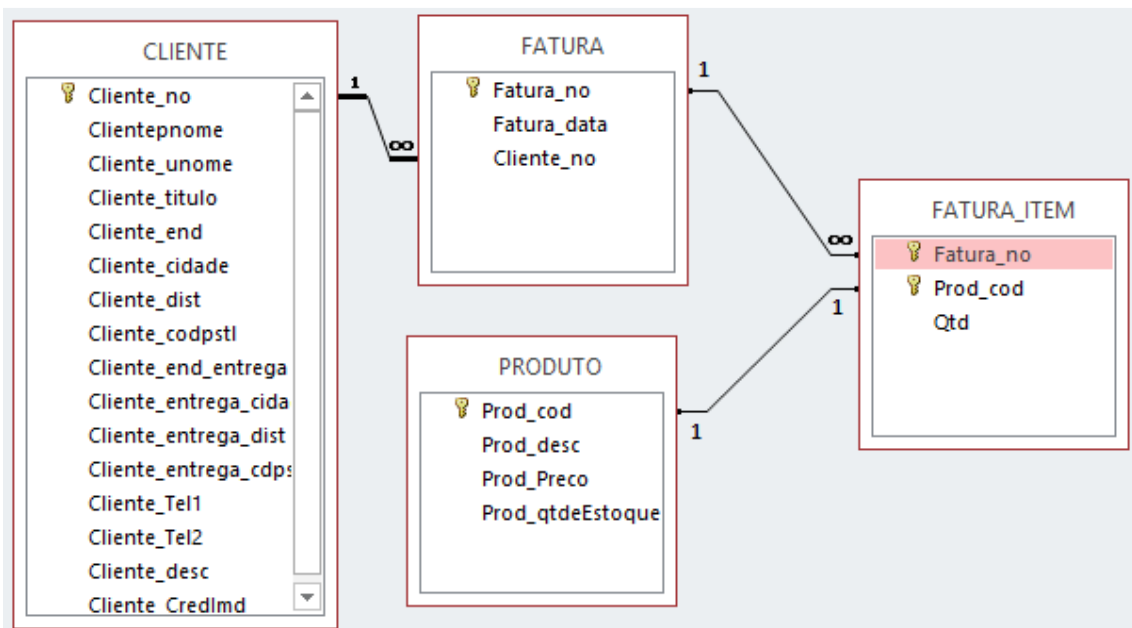 CLIENTE
Cliente_no
Clientepnome
Cliente_unome
Cliente_titulo
Cliente_end
Cliente_cidade
Cliente_dist
Cliente_codpstl
Cliente_end_entrega
Cliente_entrega_cida
Cliente_entrega_dist
Cliente_entrega_cdps
Cliente_Tel1
Cliente_Tel2
Cliente_desc
Cliente_Credlmd
1
∞
FATURA
Fatura_no
Fatura_data
Cliente_no
1
∞
PRODUTO
Prod_cod
Prod_desc
Prod_Preco
Prod_qtdeEstoque
1
1
FATURA_ITEM
Fatura_no
Prod_cod
Qtd